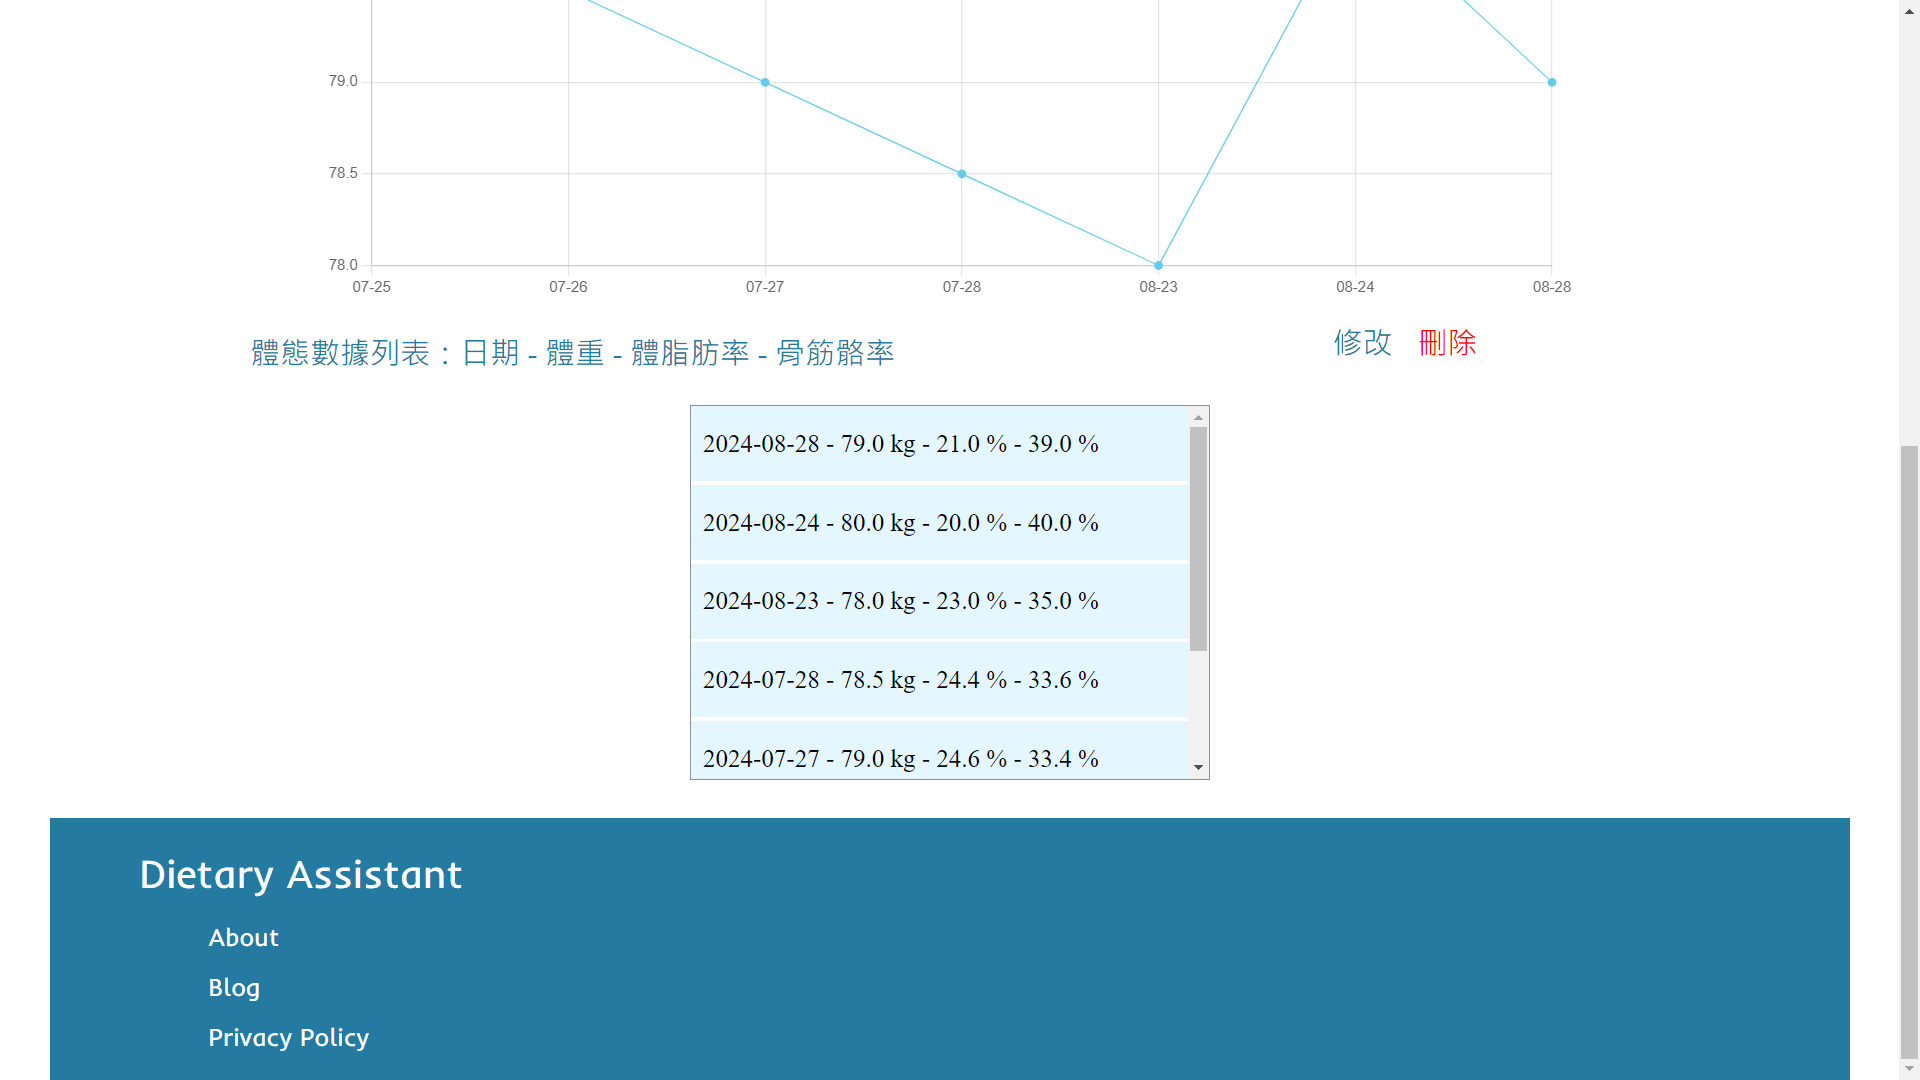 79.0
78.5
78.0
07-25 07-26 07-27 07-28 08-23 08-24 08-28
體態數據列表：日期 - 體重 - 體脂肪率 - 骨筋骼率
修改 刪除
2024-08-28 - 79.0 kg - 21.0 % - 39.0 %
2024-08-24 - 80.0 kg - 20.0 % - 40.0 %
2024-08-23 - 78.0 kg - 23.0 % - 35.0 %
2024-07-28 - 78.5 kg - 24.4 % - 33.6 %
2024-07-27 - 79.0 kg - 24.6 % - 33.4 %
Dietary Assistant
About
Blog
Privacy Policy